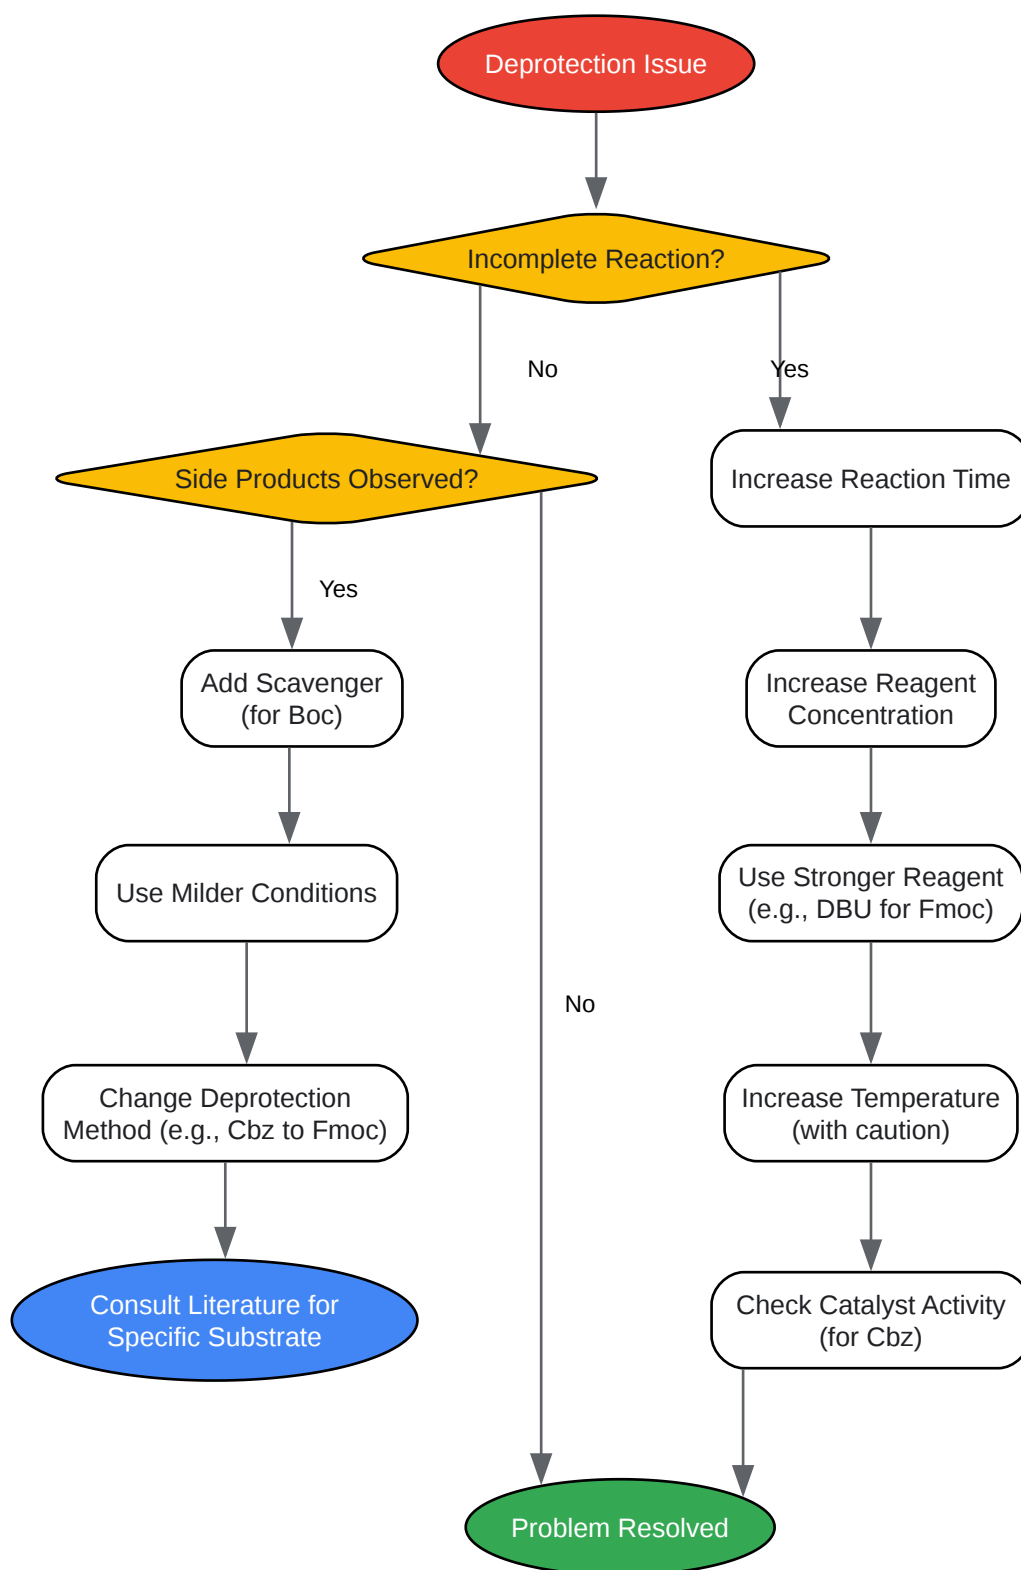 Deprotection Issue
Incomplete Reaction?
No
Yes
Side Products Observed?
Increase Reaction Time
Yes
Add Scavenger
(for Boc)
Increase Reagent
Concentration
Use Milder Conditions
Use Stronger Reagent
(e.g., DBU for Fmoc)
No
Change Deprotection
Method (e.g., Cbz to Fmoc)
Increase Temperature
(with caution)
Consult Literature for
Specific Substrate
Check Catalyst Activity
(for Cbz)
Problem Resolved